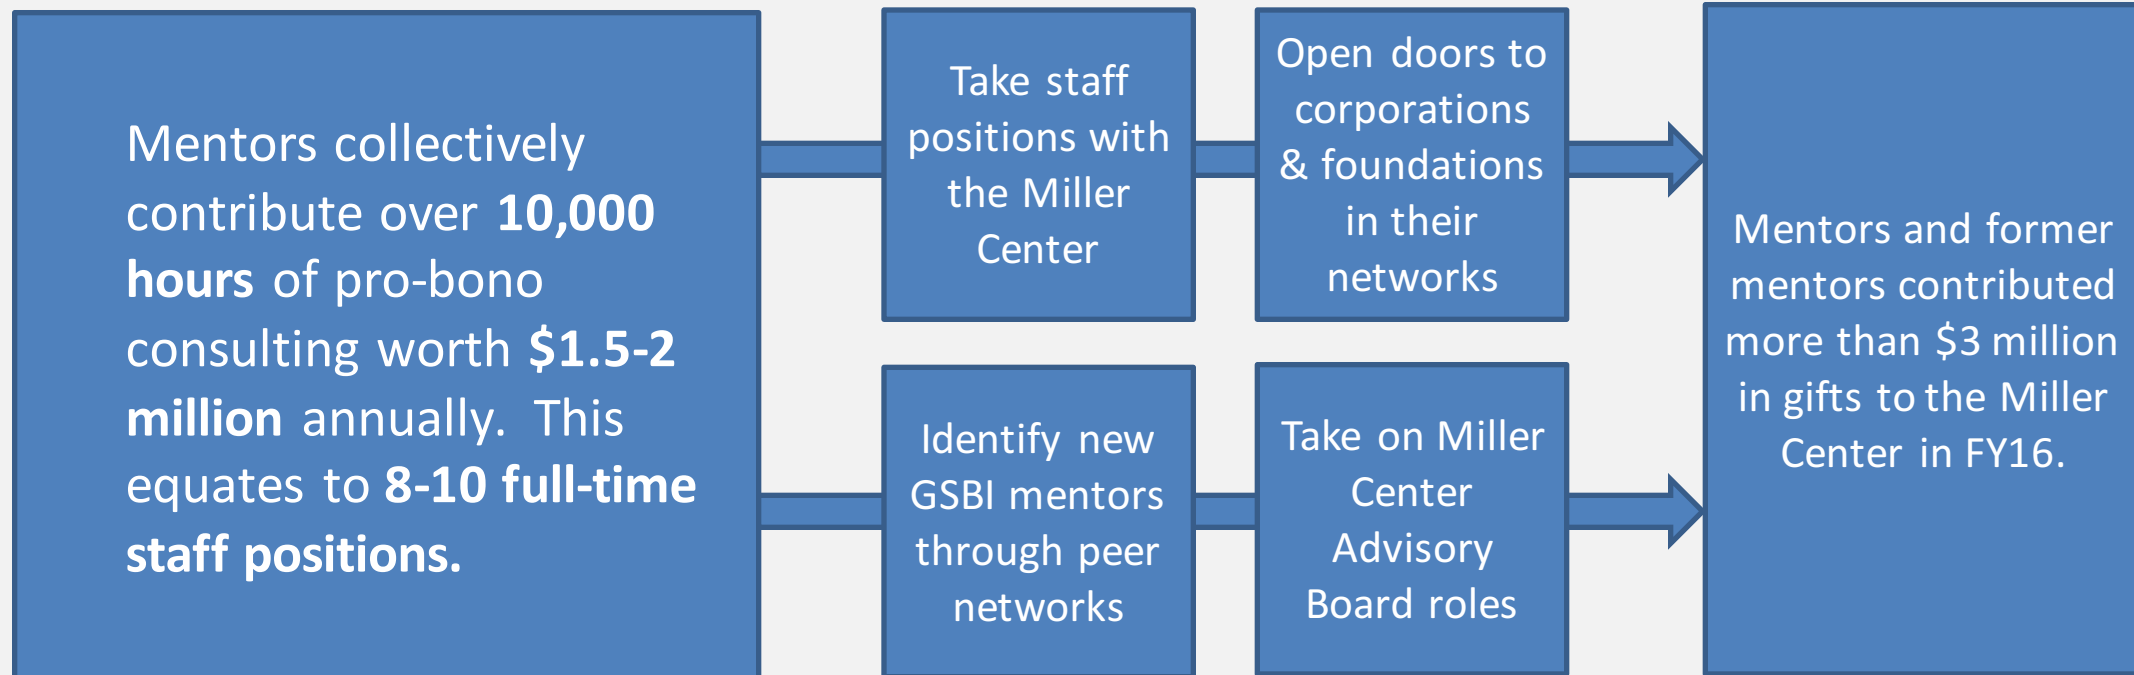 Mentors collectively
contribute over 10,000
hours of pro-bono
consulting worth $1.5-2
million annually.  This
equates to 8-10 full-time
staff positions.
Take staff
positions with
the Miller
Center
Open doors to
corporations
& foundations
in their
networks
Identify new
GSBI mentors
through peer
networks
Take on Miller
Center
Advisory
Board roles
Mentors and former
mentors contributed
more than $3 million
in gifts to the Miller
Center in FY16.